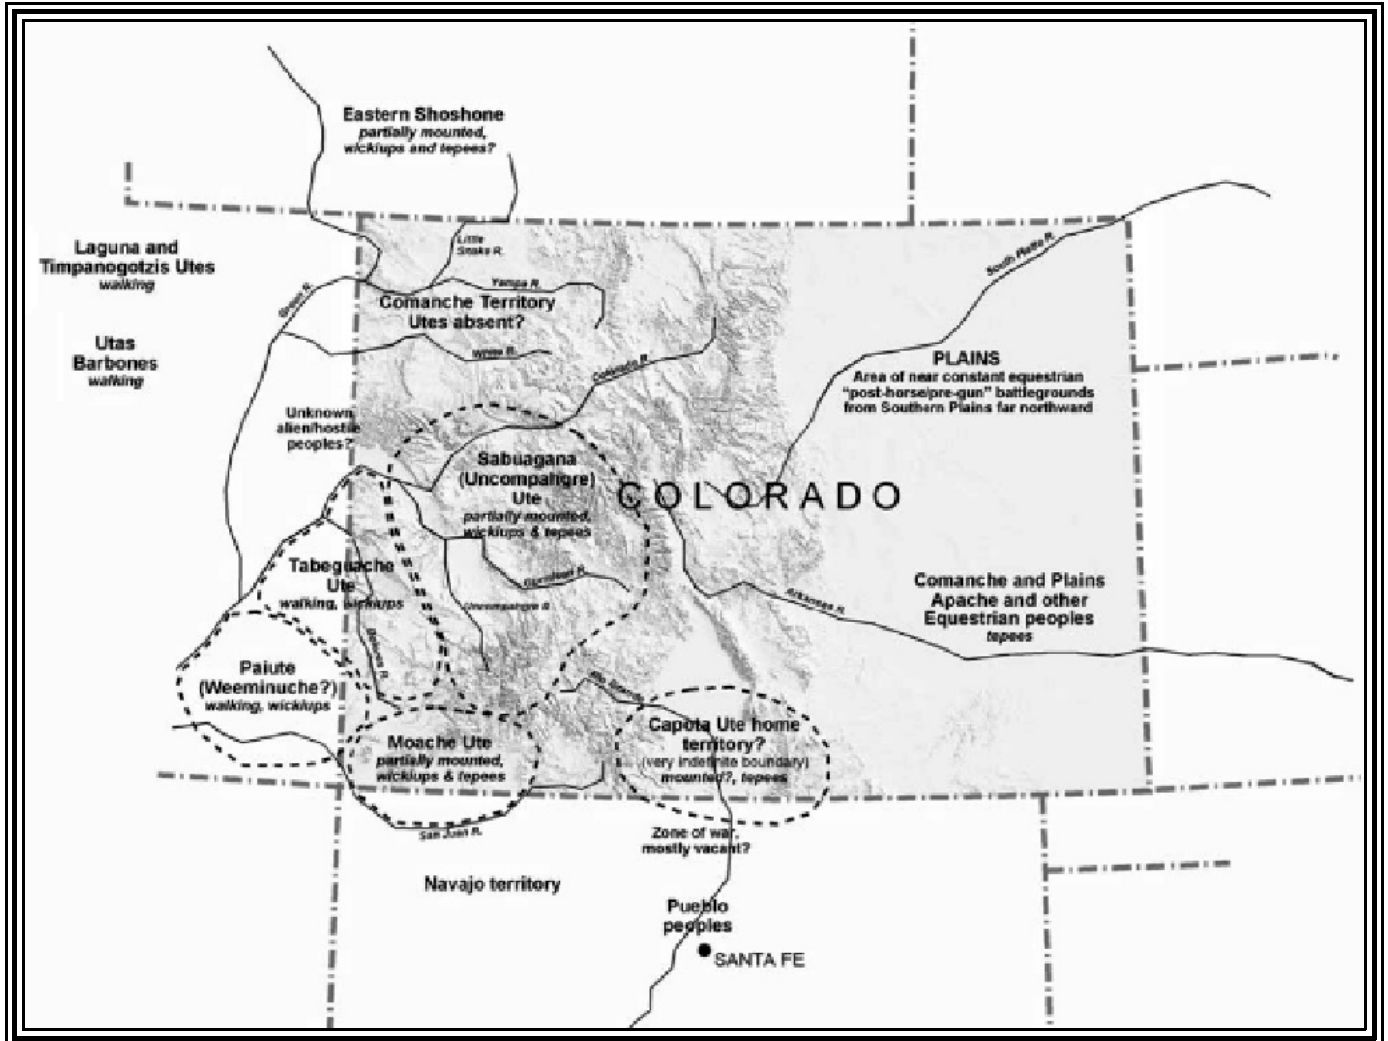 Eastern Shoshone
partially mounted,
wickiups and tepees?
Little
Snake R.
Laguna and
Timpanogotzis Utes
walking
South Platte R.
Green R.
Yampa R.
Comanche Territory
Utes absent?
Utas
Barbones
walking
White R.
Colorado R.
PLAINS
Area of near constant equestrian
“post-horse/pre-gun” battlegrounds
from Southern Plains far northward
Unknown
alien/hostile
peoples?
Sabuagana
(Uncompahgre)
Ute
partially mounted,
wickiups & tepees
COLORADO
Tabeguache
Ute
walking, wickiups
Gunnison R.
Uncompahgre R.
Arkansas R.
Comanche and Plains
Apache and other
Equestrian peoples
tepees
Dolores R.
Paiute
(Weeminuche?)
walking, wickiups
Rio Grande
Capota Ute home
territory?
(very indefinite boundary)
mounted?, tepees
Moache Ute
partially mounted,
wickiups & tepees
San Juan R.
Zone of war,
mostly vacant?
Navajo territory
Pueblo
peoples
SANTA FE